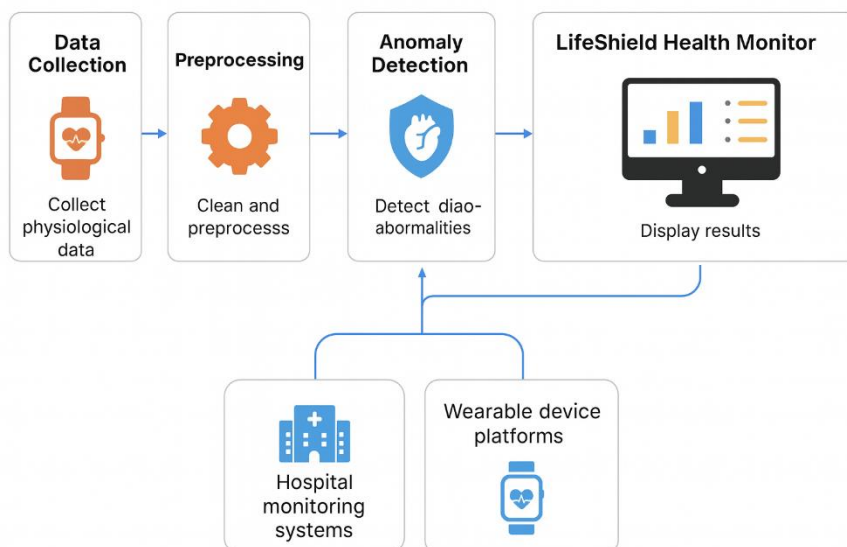 Data
Collection
Collect
physiological
data
Preprocessing
Clean and
preprocesss
Anomaly
Detection
Detect diao-
abormalities
LifeShield Health Monitor
Display results
Hospital
monitoring
systems
Wearable device
platforms